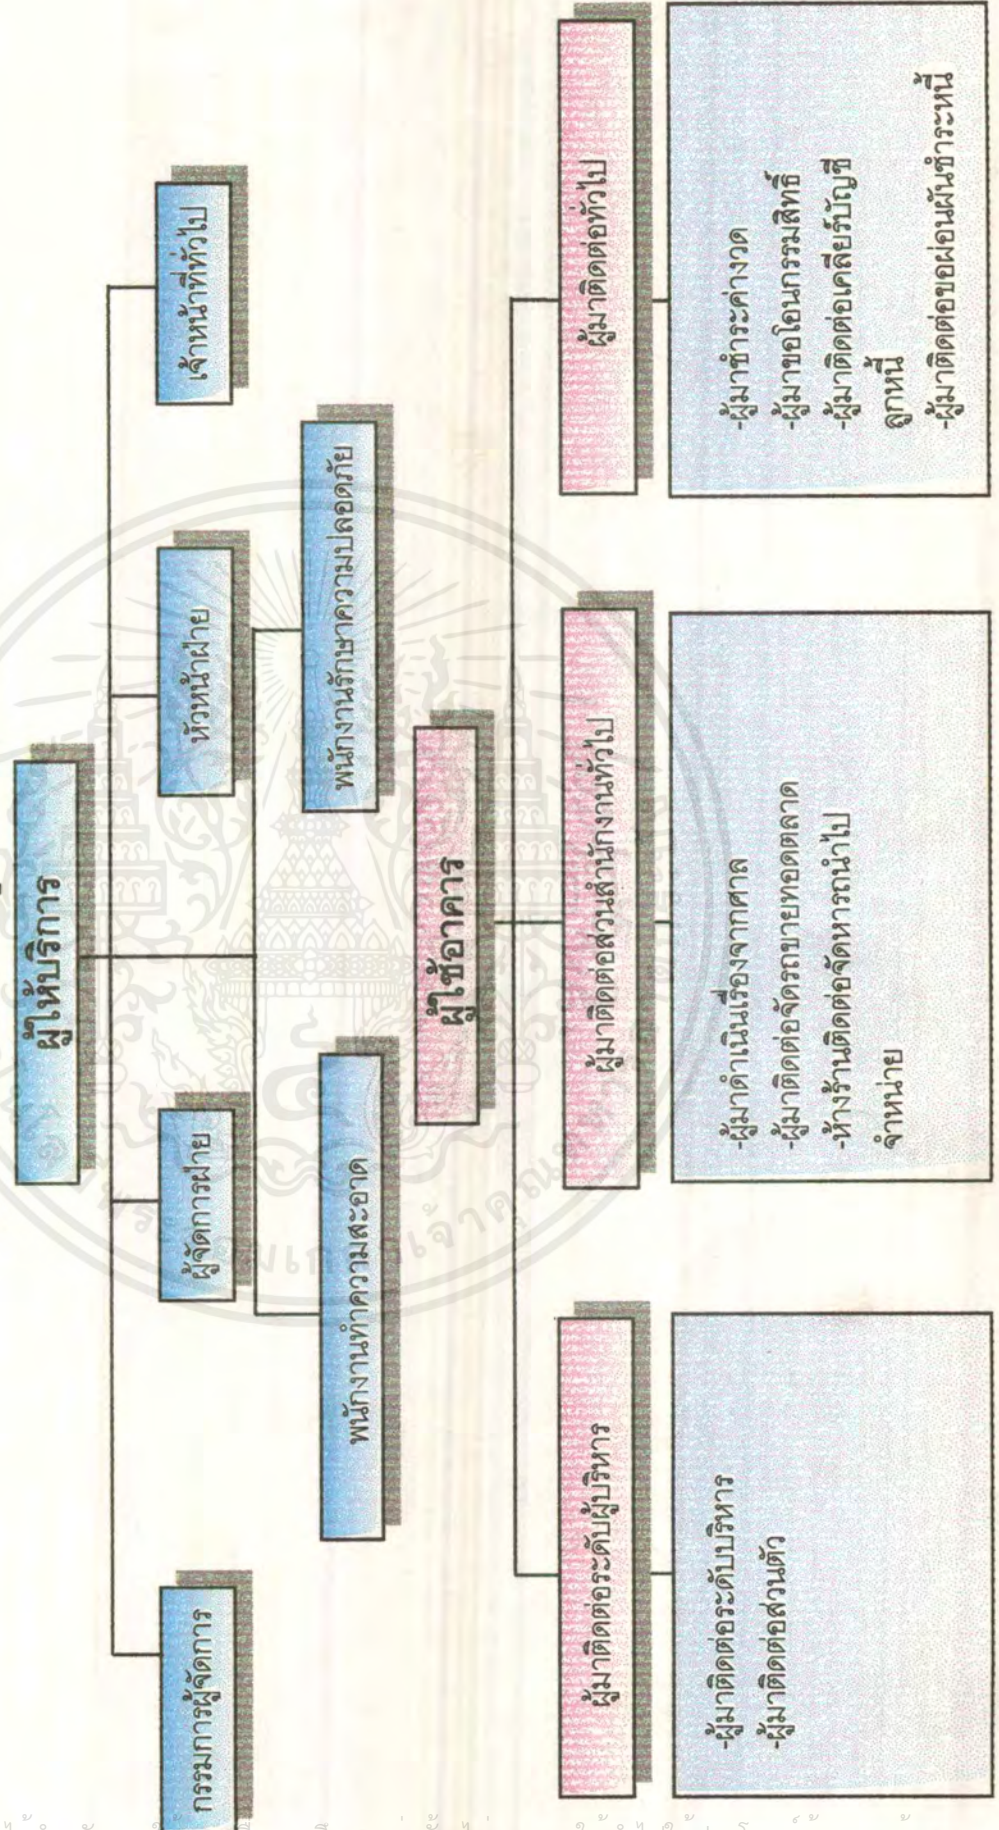 ผู้ให้บริการ
กรรมการผู้จัดการ
ผู้จัดการฝ่าย
หัวหน้าฝ่าย
เจ้าหน้าที่ทั่วไป
พนักงานทำความสะอาด
พนักงานรักษาความปลอดภัย
ผู้ใช้อาคาร
ผู้มาติดต่อระดับผู้บริหาร
ผู้มาติดต่อส่วนสำนักงานทั่วไป
ผู้มาติดต่อทั่วไป
-ผู้มาติดต่อระดับบริหาร
-ผู้มาติดต่อส่วนตัว
-ผู้มาดำเนินเรื่องจากศาล
-ผู้มาติดต่อจัดรถขายทอดตลาด
-ห้างร้านติดต่อจัดหารถนำไป
จำหน่าย
-ผู้มาชำระค่างวด
-ผู้มาขอโอนกรรมสิทธิ์
-ผู้มาติดต่อเคลียร์บัญชี
ลูกหนี้
-ผู้มาติดต่อขอผ่อนผันชำระหนี้